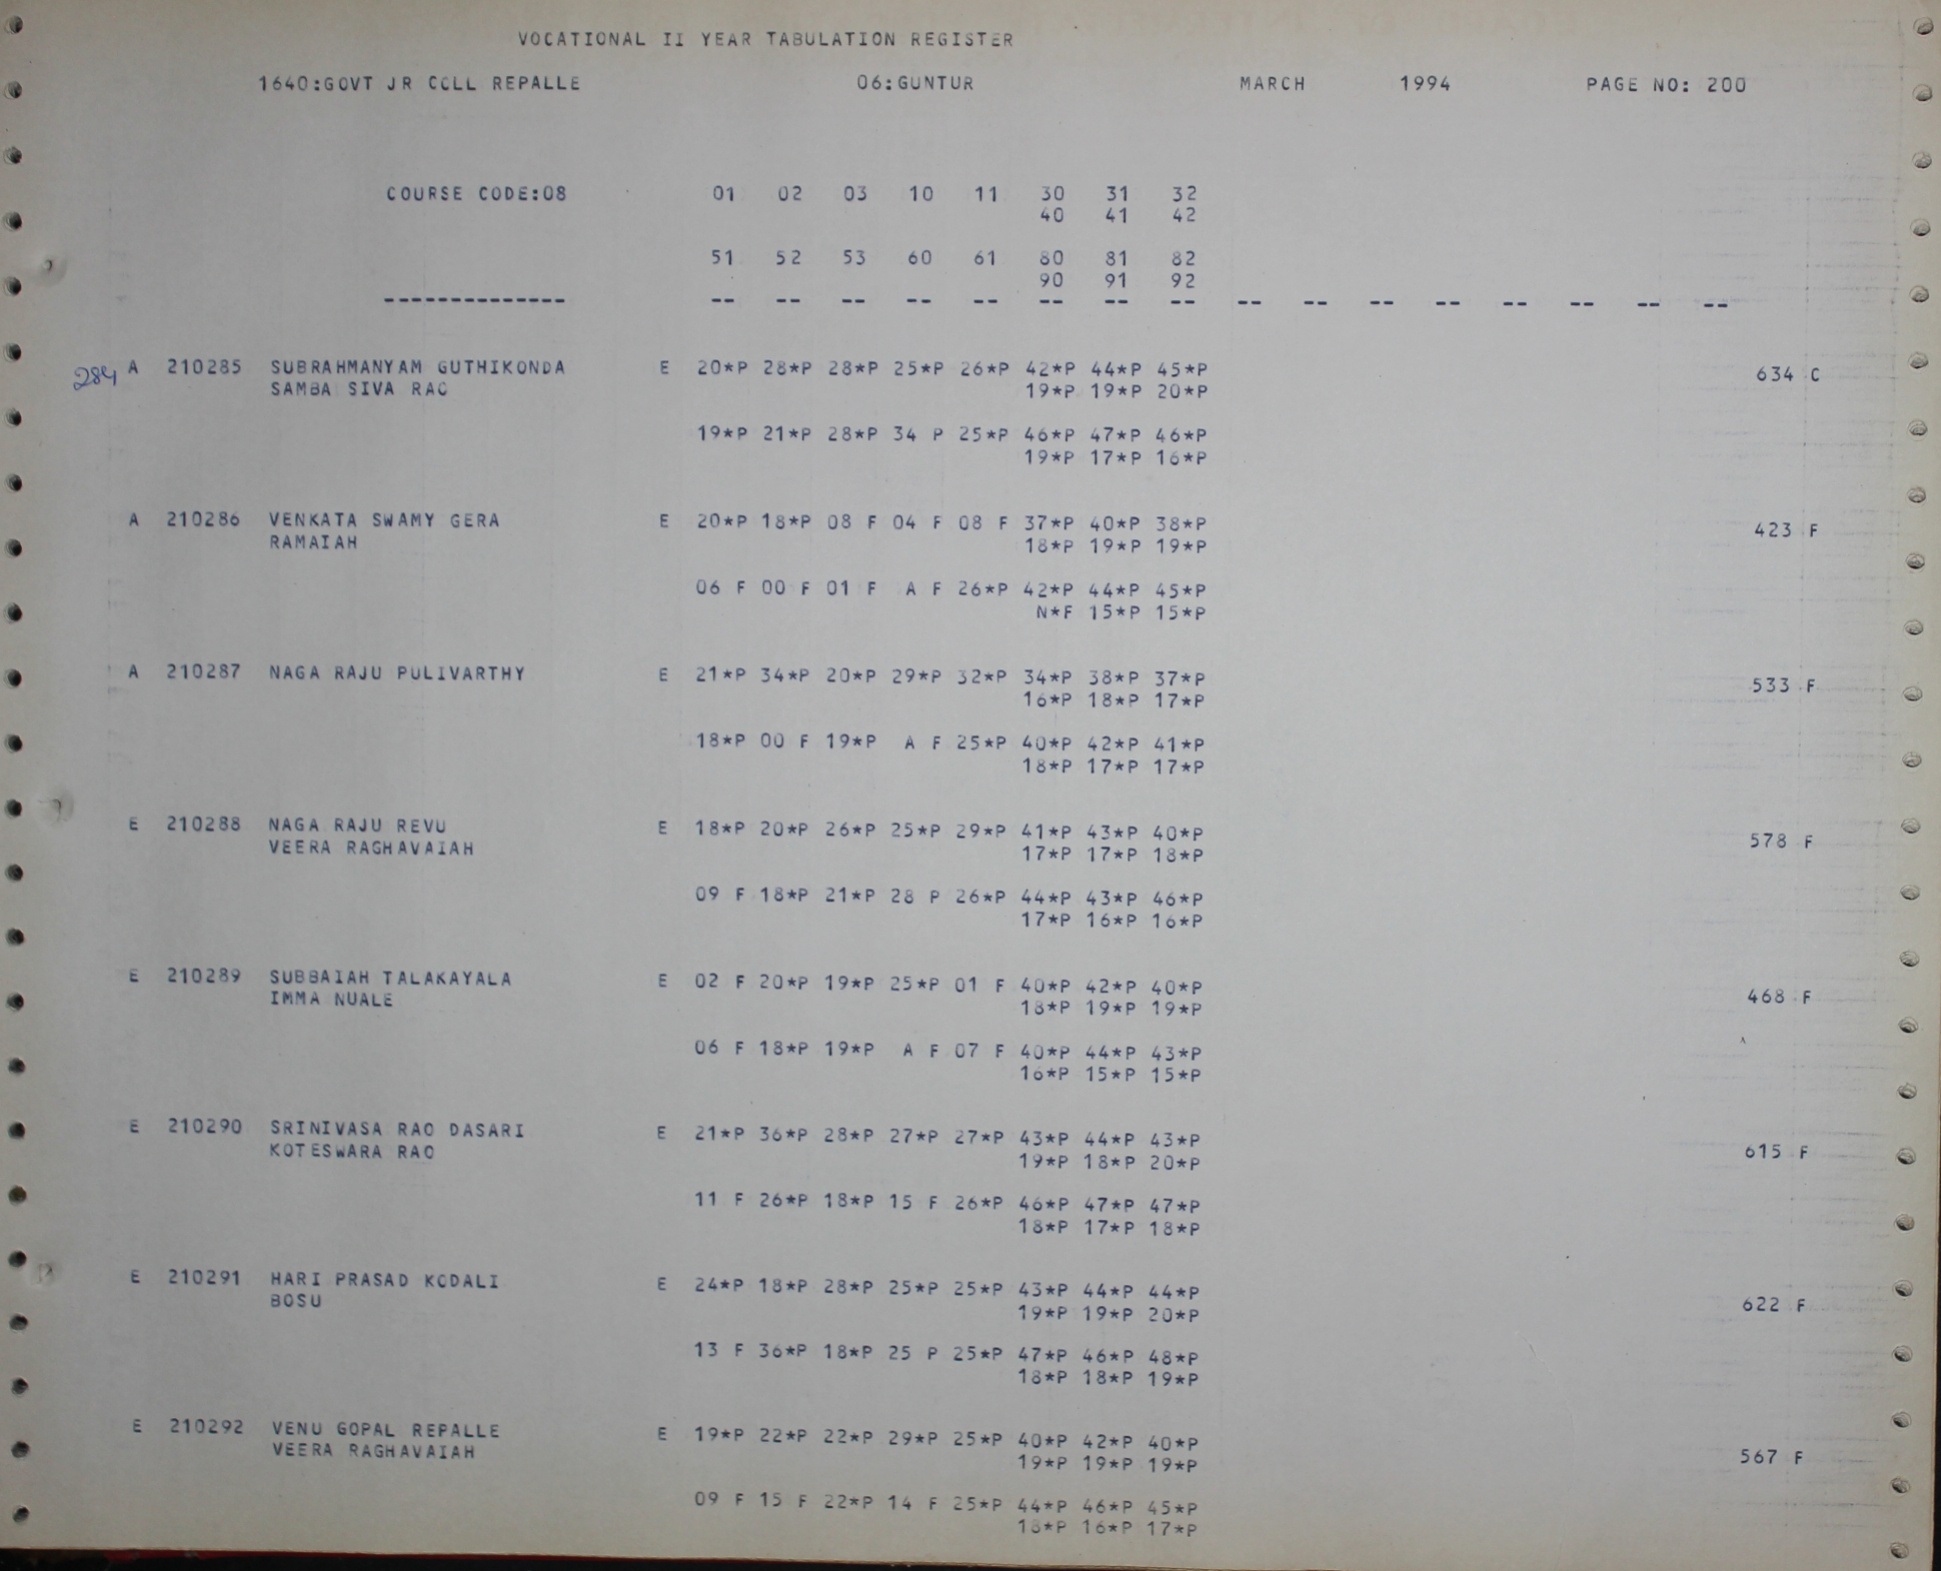 VOCATIONAL II YEAR TABULATION REGISTER
1640:GOVT JR COLL REPALLE 06:GUNTUR MARCH 1994 PAGE NO: 200
COURSE CODE:08 01 02 03 10 11 30 31 32
40 41 42
51 52 53 60 61 80 81 82
90 91 92
-------------- -- -- -- -- -- -- -- -- -- -- -- -- -- -- -- --
284 A 210285 SUBRAHMANYAM GUTHIKONDA E 20*P 28*P 28*P 25*P 26*P 42*P 44*P 45*P 634 C
SAMBA SIVA RAO 19*P 19*P 20*P
19*P 21*P 28*P 34 P 25*P 46*P 47*P 46*P
19*P 17*P 16*P
A 210286 VENKATA SWAMY GERA E 20*P 18*P 08 F 04 F 08 F 37*P 40*P 38*P 423 F
RAMAIAH 18*P 19*P 19*P
06 F 00 F 01 F A F 26*P 42*P 44*P 45*P
N*F 15*P 15*P
A 210287 NAGA RAJU PULIVARTHY E 21*P 34*P 20*P 29*P 32*P 34*P 38*P 37*P 533 F
16*P 18*P 17*P
18*P 00 F 19*P A F 25*P 40*P 42*P 41*P
18*P 17*P 17*P
E 210288 NAGA RAJU REVU E 18*P 20*P 26*P 25*P 29*P 41*P 43*P 40*P 578 F
VEERA RAGHAVAIAH 17*P 17*P 18*P
09 F 18*P 21*P 28 P 26*P 44*P 43*P 46*P
17*P 16*P 16*P
E 210289 SUBBAIAH TALAKAYALA E 02 F 20*P 19*P 25*P 01 F 40*P 42*P 40*P 468 F
IMMA NUALE 18*P 19*P 19*P
06 F 18*P 19*P A F 07 F 40*P 44*P 43*P
16*P 15*P 15*P
E 210290 SRINIVASA RAO DASARI E 21*P 36*P 28*P 27*P 27*P 43*P 44*P 43*P 615 F
KOTESWARA RAO 19*P 18*P 20*P
11 F 26*P 18*P 15 F 26*P 46*P 47*P 47*P
18*P 17*P 18*P
E 210291 HARI PRASAD KODALI E 24*P 18*P 28*P 25*P 25*P 43*P 44*P 44*P 622 F
BOSU 19*P 19*P 20*P
13 F 36*P 18*P 25 P 25*P 47*P 46*P 48*P
18*P 18*P 19*P
E 210292 VENU GOPAL REPALLE E 19*P 22*P 22*P 29*P 25*P 40*P 42*P 40*P 567 F
VEERA RAGHAVAIAH 19*P 19*P 19*P
09 F 15 F 22*P 14 F 25*P 44*P 46*P 45*P
18*P 16*P 17*P